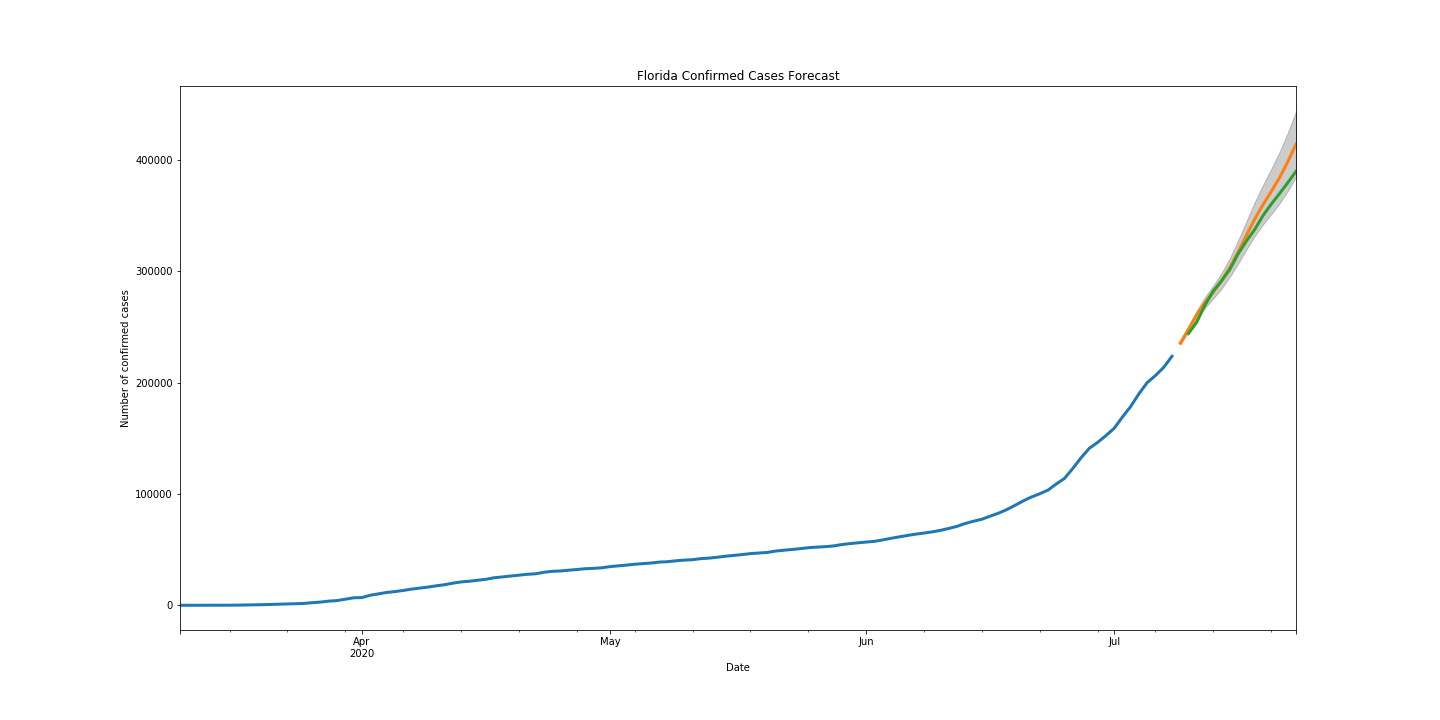 Florida Confirmed Cases Forecast
400000
300000
200000
100000
0
Number of confirmed cases
Apr
2020
May
Jun
Jul
Date